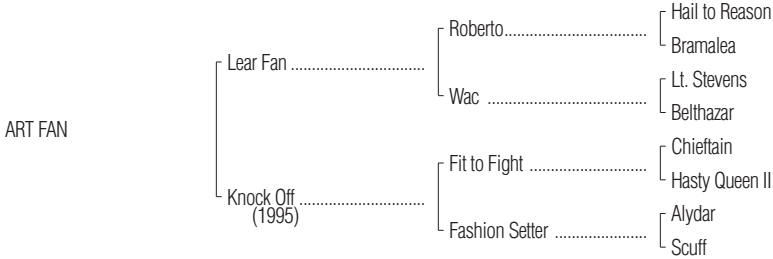 Hail to Reason
Roberto
Bramalea
Lear Fan
Lt. Stevens
Wac
Belthazar
ART FAN
Chieftain
Fit to Fight
Hasty Queen II
Knock Off
(1995)
Alydar
Fashion Setter
Scuff